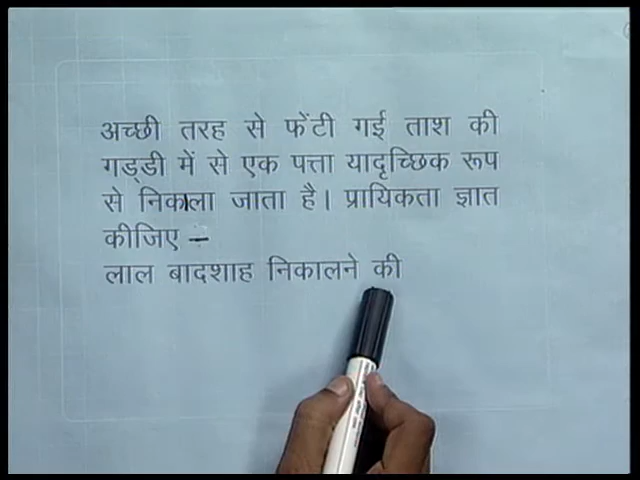 अच्छी तरह से फेंटी गई ताश की
गड्डी में से एक पत्ता यादृच्छिक रूप
से निकाला जाता है। प्रायिकता ज्ञात
कीजिए –
लाल बादशाह निकालने की